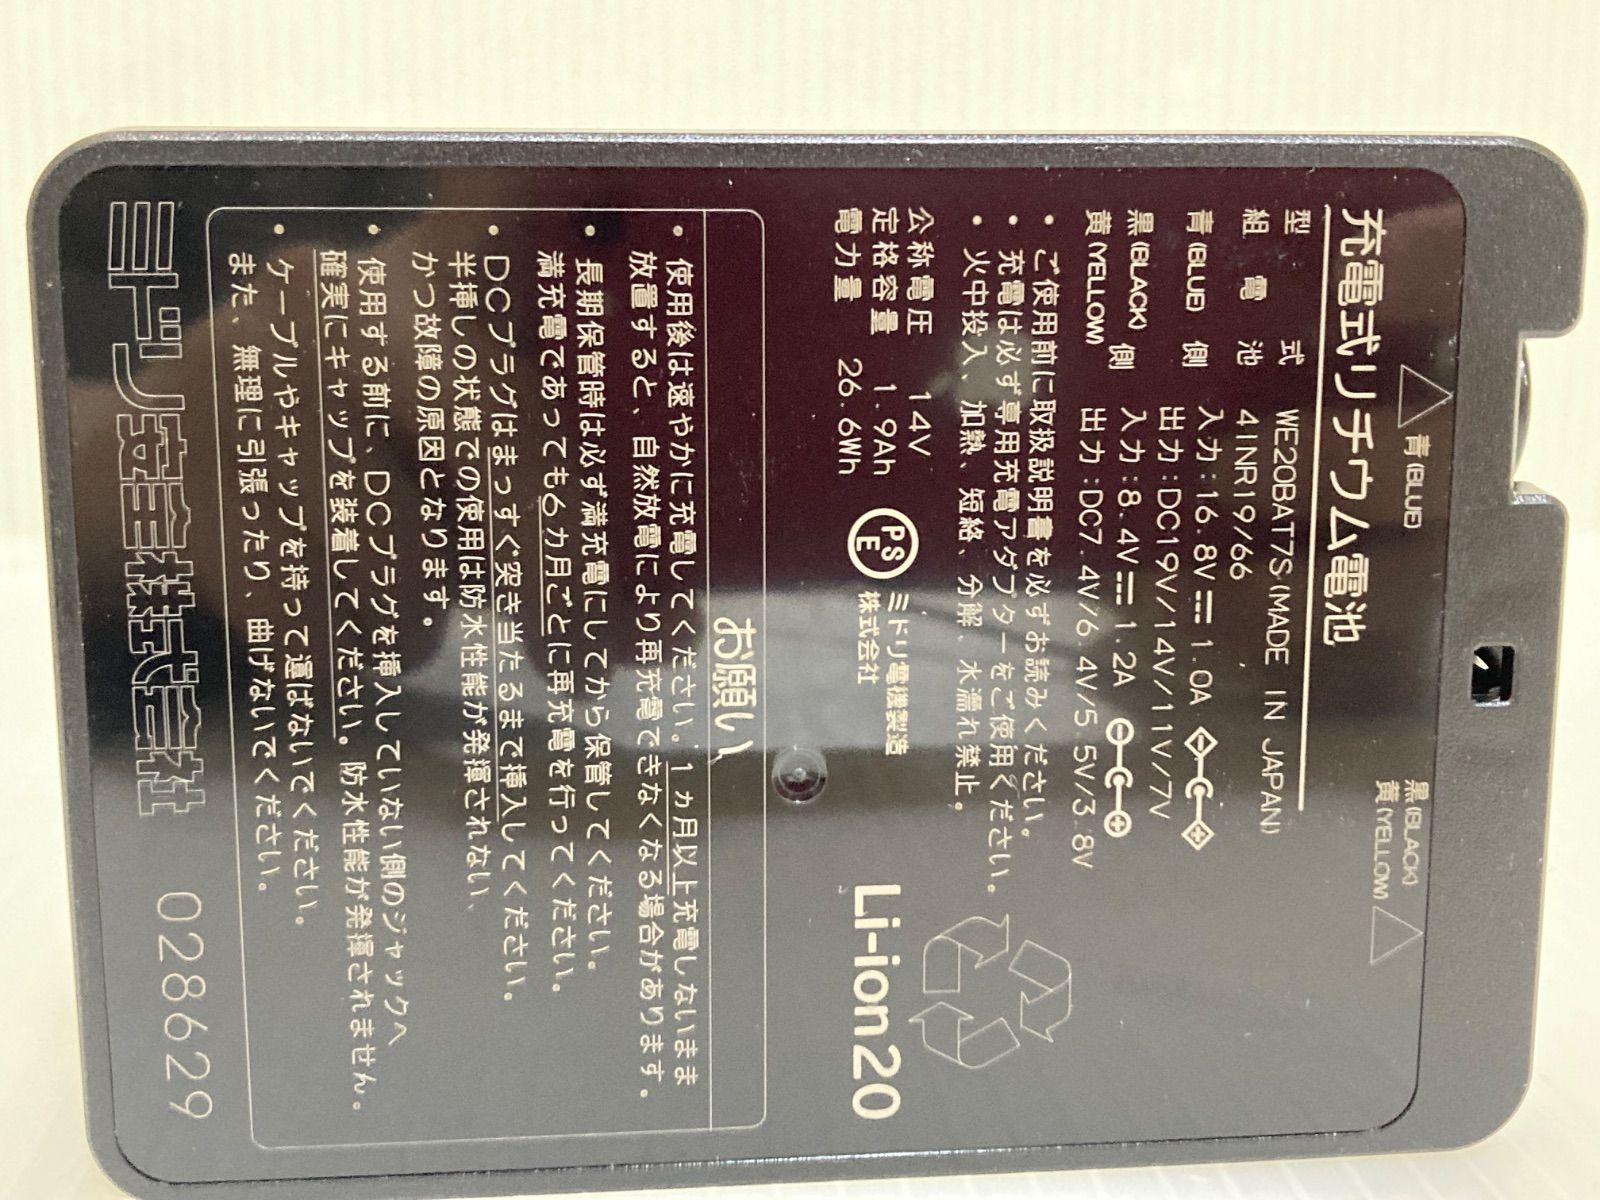 △青(BLUE)
黒(BLACK)
黄(YELLOW)△
充電式リチウム電池
型式 WE20BAT7S(MADE IN JAPAN)
組電池 4INR19/66
青(BLUE)側 入力:16.8V⎓1.0A
出力:DC19V/14V/11V/7V
黒(BLACK)側 入力:8.4V⎓1.2A
黄(YELLOW)側 出力:DC7.4V/6.4V/5.5V/3.8V
・ご使用前に取扱説明書を必ずお読みください。
・充電は必ず専用充電アダプターをご使用ください。
・火中投入、加熱、短絡、分解、水濡れ禁止。
公称電圧 14V
定格容量 1.9Ah
電力量 26.6Wh
PSE
ミドリ電機製造
株式会社
Li-ion20
お願い
・使用後は速やかに充電してください。1ヵ月以上充電しないまま
放置すると、自然放電により再充電できなくなる場合があります。
・長期保管時は必ず満充電にしてから保管してください。
満充電であっても6ヵ月ごとに再充電を行ってください。
・DCプラグはまっすぐ突き当たるまで挿入してください。
半挿しの状態での使用は防水性能が発揮されない、
かつ故障の原因となります。
・使用する前に、DCプラグを挿入していない側のジャックへ
確実にキャップを装着してください。防水性能が発揮されません。
・ケーブルやキャップを持って運ばないでください。
また、無理に引張ったり、曲げないでください。
ミドリ安全株式会社
028629